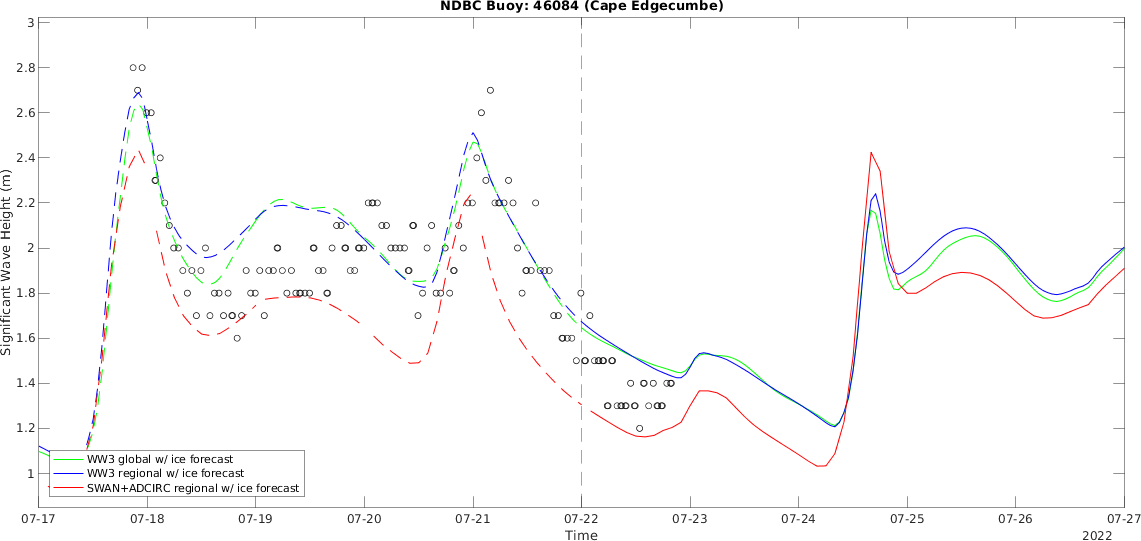 NDBC Buoy: 46084 (Cape Edgecumbe)
3
2.8
2.6
2.4
2.2
2
1.8
1.6
1.4
1.2
1
Significant Wave Height (m)
WW3 global w/ ice forecast
WW3 regional w/ ice forecast
SWAN+ADCIRC regional w/ ice forecast
07-17 07-18 07-19 07-20 07-21 07-22 07-23 07-24 07-25 07-26 07-27
Time
2022